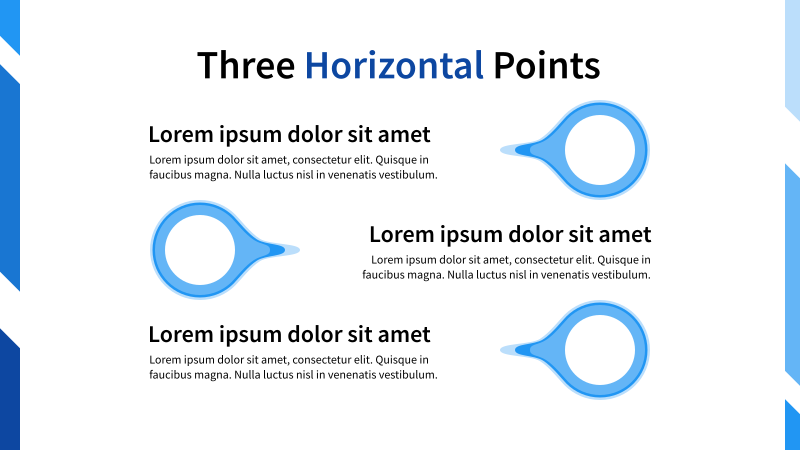 Three Horizontal Points
Lorem ipsum dolor sit amet
Lorem ipsum dolor sit amet, consectetur elit. Quisque in
faucibus magna. Nulla luctus nisl in venenatis vestibulum.
Lorem ipsum dolor sit amet
Lorem ipsum dolor sit amet, consectetur elit. Quisque in
faucibus magna. Nulla luctus nisl in venenatis vestibulum.
Lorem ipsum dolor sit amet
Lorem ipsum dolor sit amet, consectetur elit. Quisque in
faucibus magna. Nulla luctus nisl in venenatis vestibulum.